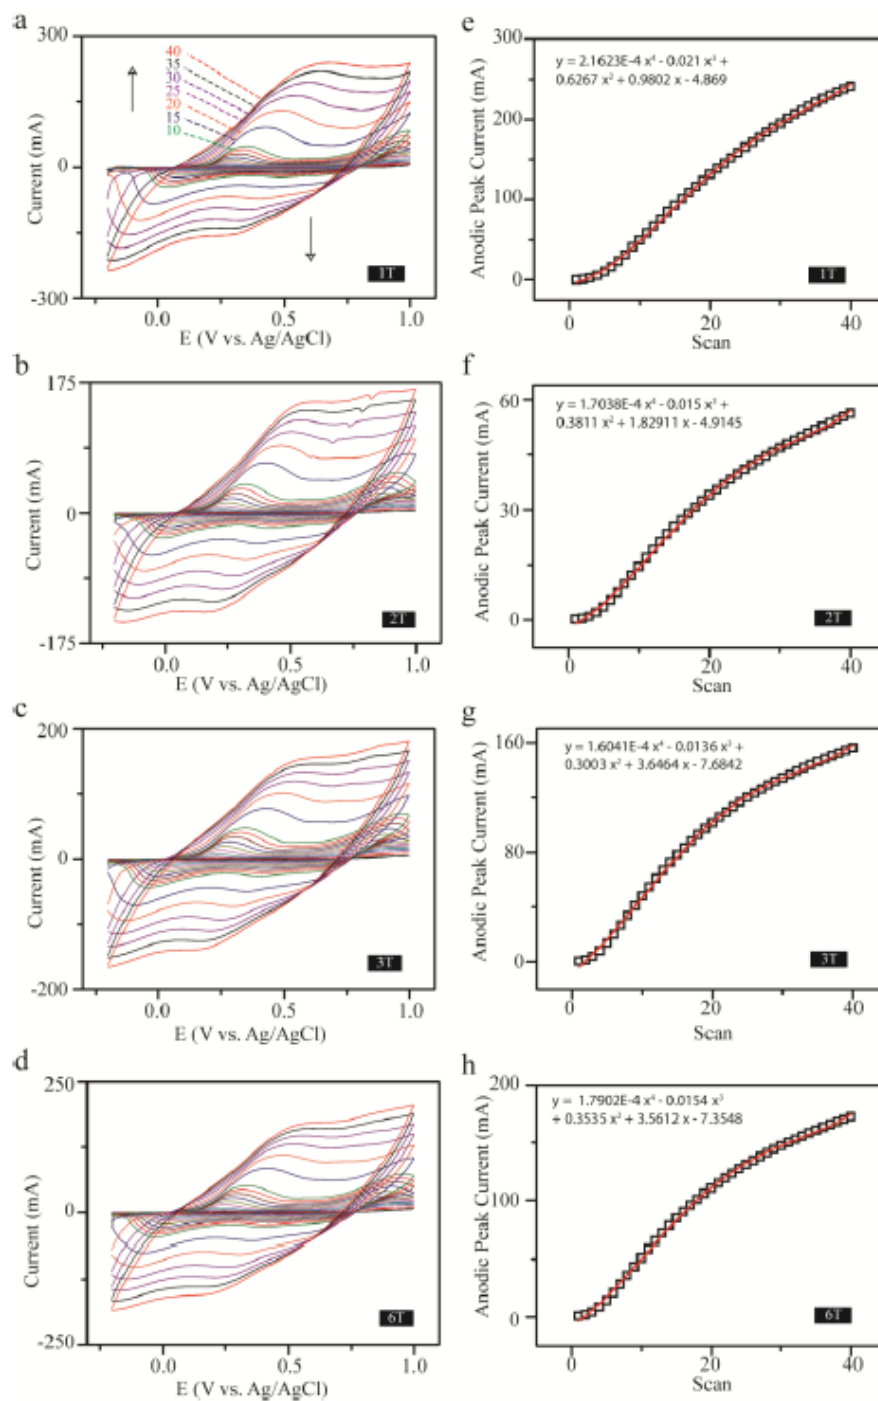 a
300
40
35
30
25
20
15
10
Current (mA)
0
-300
1T
0.0 0.5 1.0
E (V vs. Ag/AgCl)
e
300
y = 2.1623E-4 x⁴ - 0.021 x³ +
0.6267 x² + 0.9802 x - 4.869
Anodic Peak Current (mA)
200
100
0
1T
0 20 40
Scan
b
175
Current (mA)
0
-175
2T
0.0 0.5 1.0
E (V vs. Ag/AgCl)
f
60
y = 1.7038E-4 x⁴ - 0.015 x³ +
0.3811 x² + 1.82911 x - 4.9145
Anodic Peak Current (mA)
30
0
2T
0 20 40
Scan
c
200
Current (mA)
0
-200
3T
0.0 0.5 1.0
E (V vs. Ag/AgCl)
g
160
y = 1.6041E-4 x⁴ - 0.0136 x³ +
0.3003 x² + 3.6464 x - 7.6842
Anodic Peak Current (mA)
80
0
3T
0 20 40
Scan
d
250
Current (mA)
0
-250
6T
0.0 0.5 1.0
E (V vs. Ag/AgCl)
h
200
y = 1.7902E-4 x⁴ - 0.0154 x³
+ 0.3535 x² + 3.5612 x - 7.3548
Anodic Peak Current (mA)
100
0
6T
0 20 40
Scan